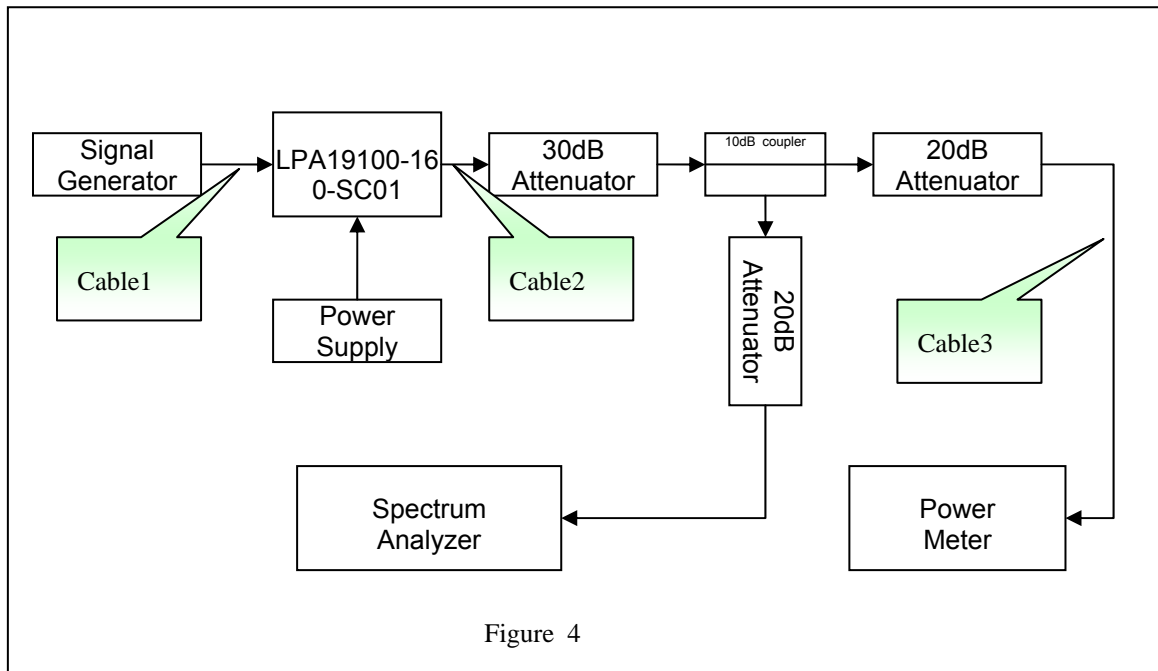 Signal
Generator
LPA19100-16
0-SC01
30dB
Attenuator
10dB coupler
20dB
Attenuator
Cable1
Cable2
20dB
Attenuator
Power
Supply
Cable3
Spectrum
Analyzer
Power
Meter
Figure 4